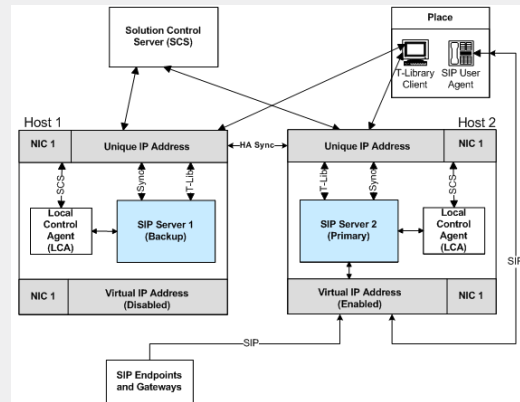 Solution Control
Server (SCS)
Place
T-Library
Client
SIP User
Agent
Host 1
Host 2
NIC 1
Unique IP Address
HA Sync
Unique IP Address
NIC 1
SCS
Sync
T-Lib
T-Lib
Sync
SCS
Local
Control
Agent
(LCA)
SIP Server 1
(Backup)
SIP Server 2
(Primary)
Local
Control
Agent
(LCA)
SIP
NIC 1
Virtual IP Address
(Disabled)
Virtual IP Address
(Enabled)
NIC 1
SIP
SIP Endpoints
and Gateways